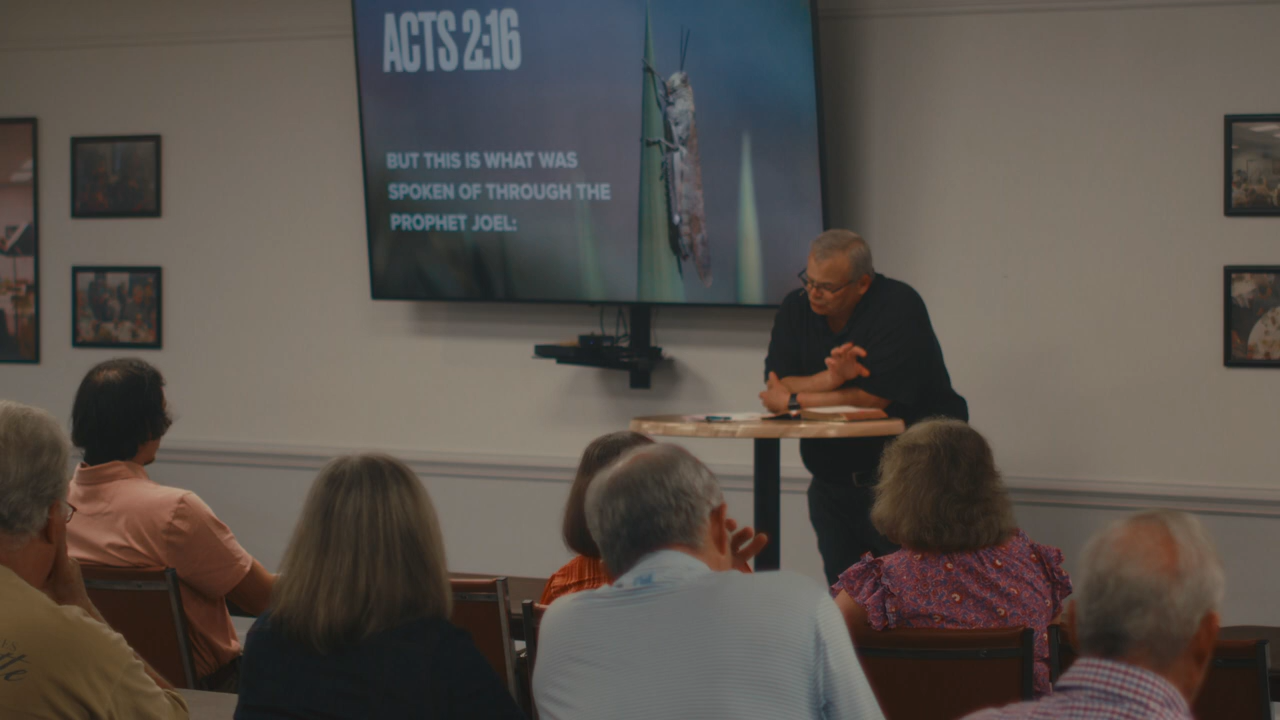 ACTS 2:16
BUT THIS IS WHAT WAS
SPOKEN OF THROUGH THE
PROPHET JOEL: